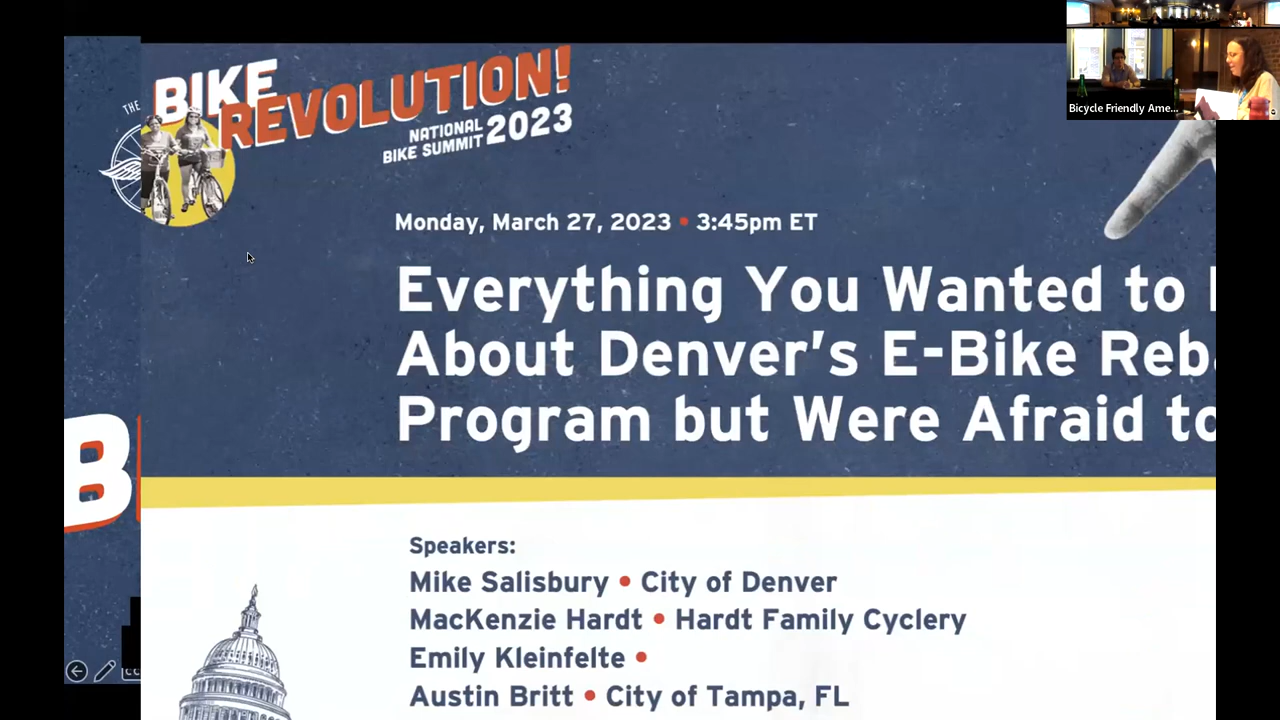 THE
BIKE
REVOLUTION!
NATIONAL
BIKE SUMMIT 2023
Monday, March 27, 2023 • 3:45pm ET
Everything You Wanted to
About Denver's E-Bike Reb
Program but Were Afraid to
B
Speakers:
Mike Salisbury • City of Denver
MacKenzie Hardt • Hardt Family Cyclery
Emily Kleinfelte •
Austin Britt • City of Tampa, FL
Bicycle Friendly Ame...